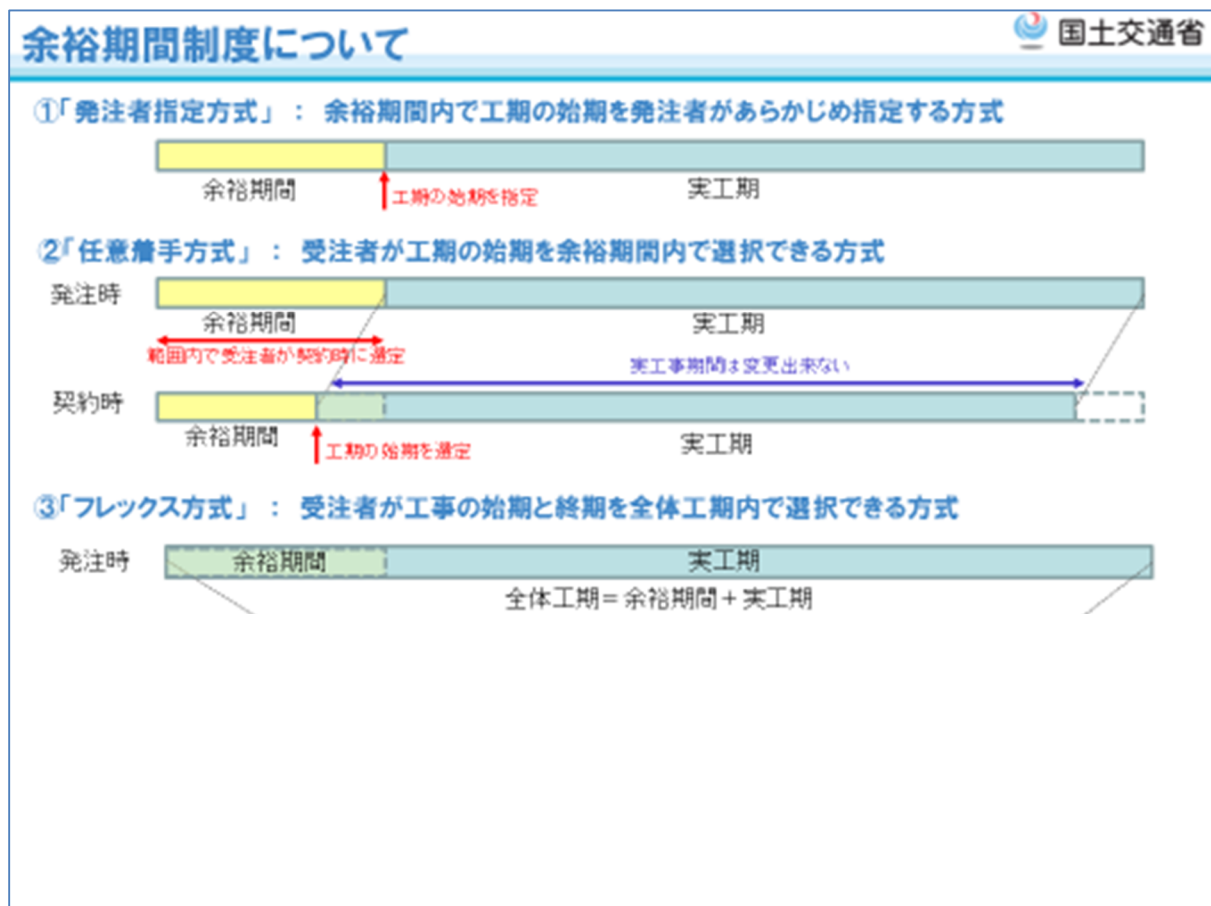 余裕期間制度について
国土交通省
①「発注者指定方式」 : 余裕期間内で工期の始期を発注者があらかじめ指定する方式
余裕期間
工期の始期を指定
実工期
②「任意着手方式」 : 受注者が工期の始期を余裕期間内で選択できる方式
発注時
余裕期間
実工期
範囲内で受注者が契約時に選定
実工事期間は変更出来ない
契約時
余裕期間
工期の始期を選定
実工期
③「フレックス方式」 : 受注者が工事の始期と終期を全体工期内で選択できる方式
発注時
余裕期間
実工期
全体工期=余裕期間+実工期